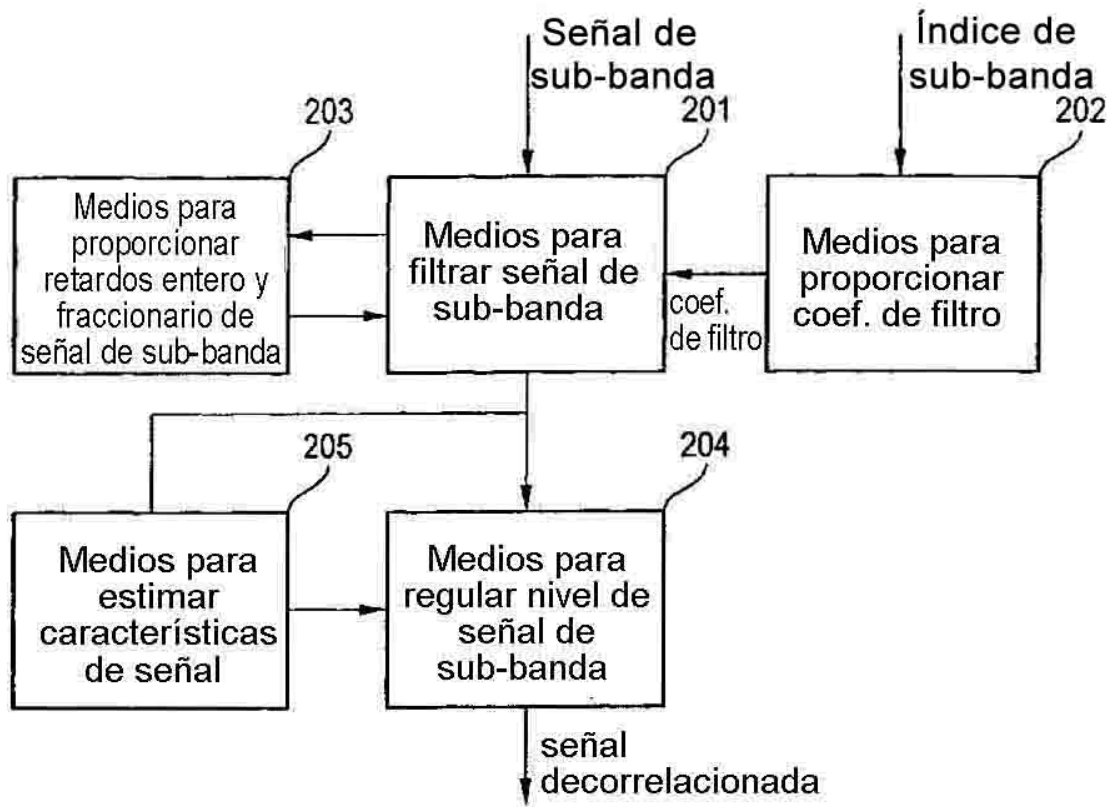 Señal de
sub-banda
Índice de
sub-banda
203
201
202
Medios para
proporcionar
retardos entero y
fraccionario de
señal de sub-banda
Medios para
filtrar señal de
sub-banda
coef.
de filtro
Medios para
proporcionar
coef. de filtro
205
204
Medios para
estimar
características
de señal
Medios para
regular nivel de
señal de
sub-banda
señal
decorrelacionada